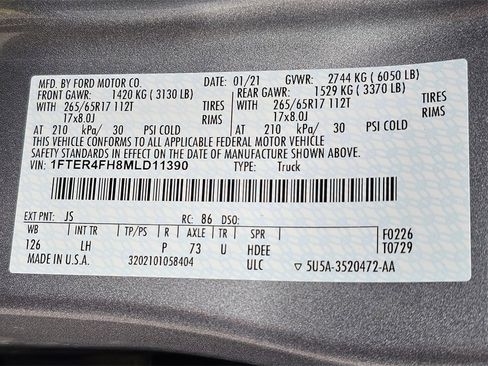 MFD. BY FORD MOTOR CO. DATE: 01/21 GVWR: 2744 KG ( 6050 LB)
FRONT GAWR: 1420 KG ( 3130 LB) REAR GAWR: 1529 KG ( 3370 LB)
WITH 265/65R17 112T TIRES WITH 265/65R17 112T TIRES
17x8.0J RIMS 17x8.0J RIMS
AT 210 kPa/ 30 PSI COLD AT 210 kPa/ 30 PSI COLD
THIS VEHICLE CONFORMS TO ALL APPLICABLE FEDERAL MOTOR VEHICLE
SAFETY STANDARDS IN EFFECT ON THE DATE OF MANUFACTURE SHOWN ABOVE.
VIN: 1FTER4FH8MLD11390 TYPE: Truck
EXT PNT: JS RC: 86 DSO:
WB INT TR TP/PS R AXLE TR SPR F0226
126 LH P 73 U HDEE T0729
MADE IN U.S.A. 3202101058404 ULC ▽ 5U5A-3520472-AA